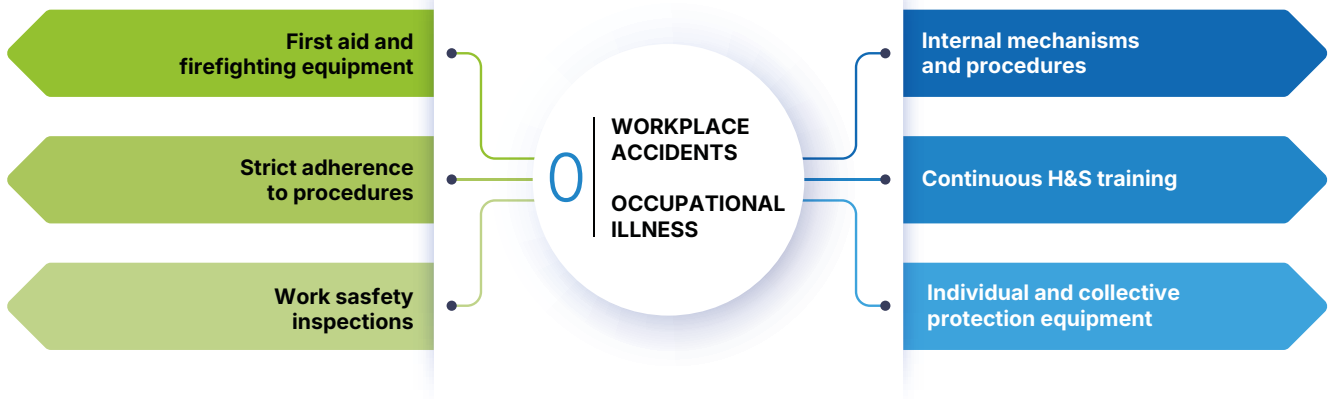 First aid and
firefighting equipment
Strict adherence
to procedures
Work sasfety
inspections
0
WORKPLACE
ACCIDENTS
OCCUPATIONAL
ILLNESS
Internal mechanisms
and procedures
Continuous H&S training
Individual and collective
protection equipment